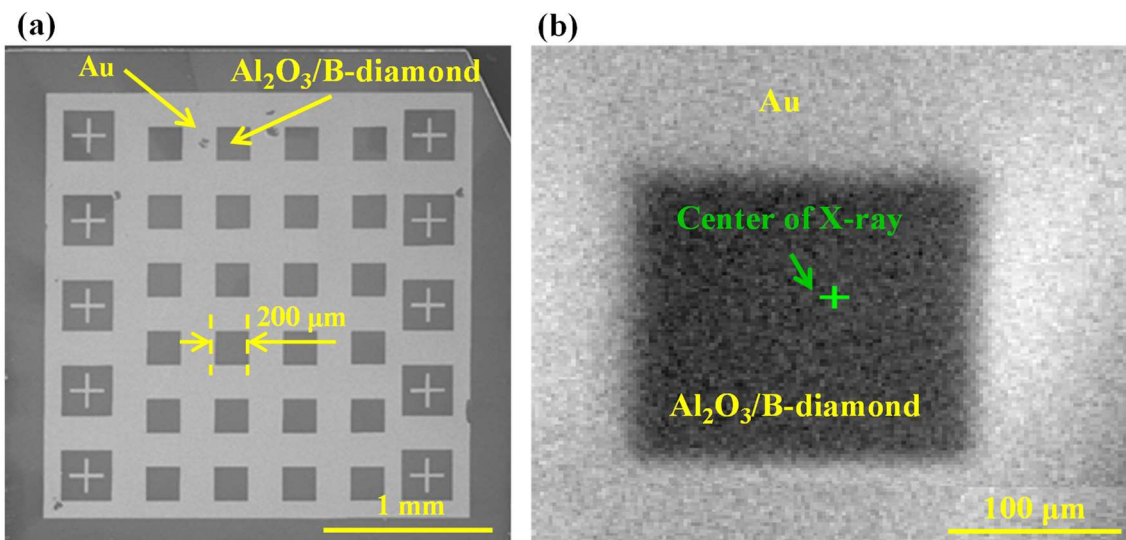 (a)
Au
Al₂O₃/B-diamond
200 μm
1 mm
(b)
Au
Center of X-ray
Al₂O₃/B-diamond
100 μm